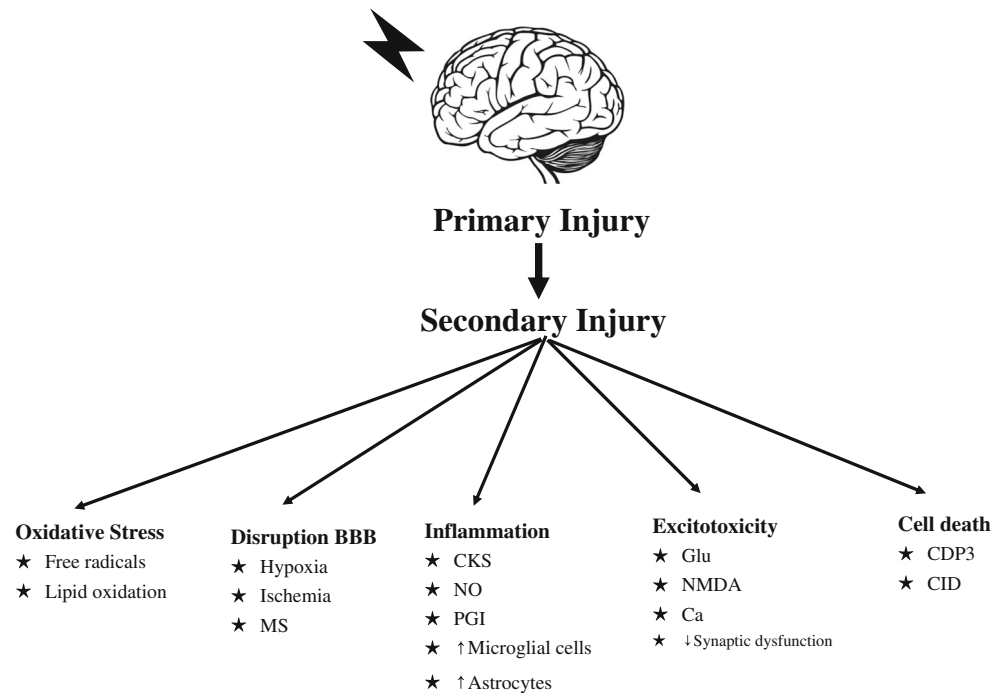 Primary Injury
Secondary Injury
Oxidative Stress
★ Free radicals
★ Lipid oxidation
Disruption BBB
★ Hypoxia
★ Ischemia
★ MS
Inflammation
★ CKS
★ NO
★ PGI
★ ↑Microglial cells
★ ↑Astrocytes
Excitotoxicity
★ Glu
★ NMDA
★ Ca
★ ↓Synaptic dysfunction
Cell death
★ CDP3
★ CID